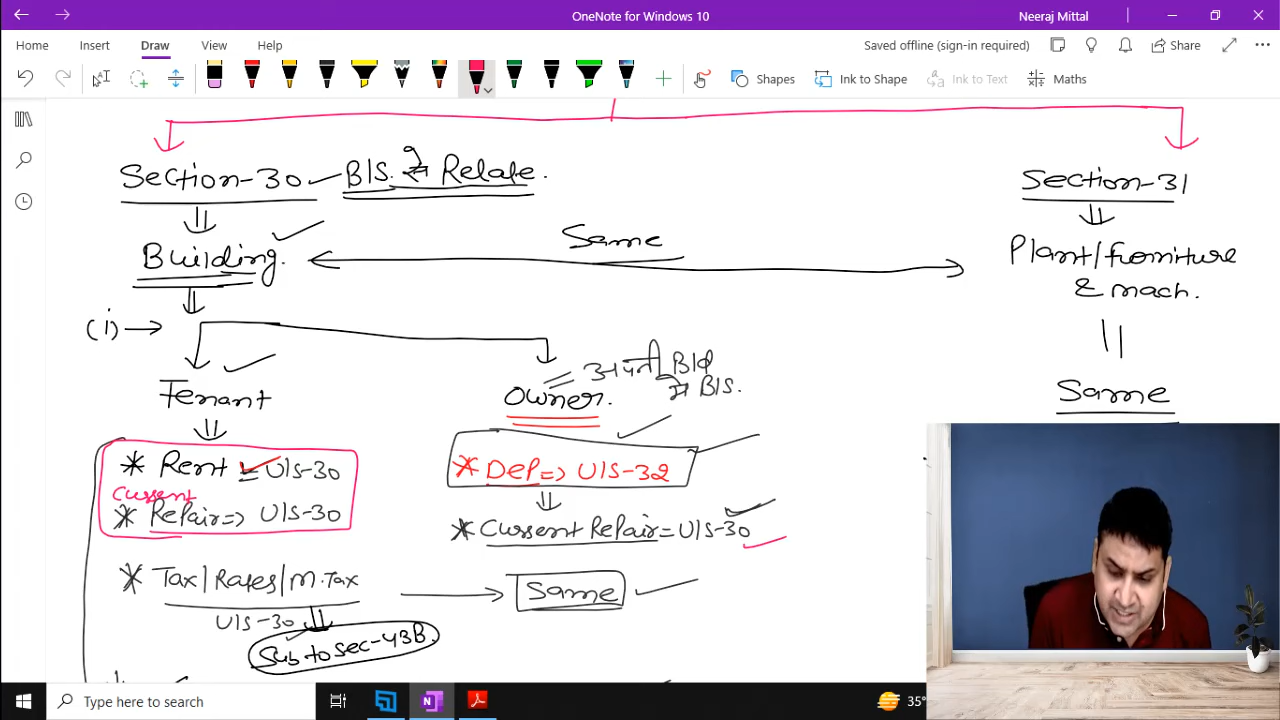 OneNote for Windows 10
Neeraj Mittal
Home Insert Draw View Help
Saved offline (sign-in required)
Share
Shapes
Ink to Shape
Ink to Text
Maths
Section-30 B/S. से Relate.
Section-31
Building.
Same
Plant/furniture
& mach.
(i)
Tenant
Owner.
अपनी Bld
में B/S.
Same
* Rent = U/S-30
Current
* Repair => U/S-30
* Dep => U/S-32
* Current Repair = U/S-30
* Tax/Rates/M.Tax
Same
U/S-30
Sub to Sec-43B
Type here to search
35°